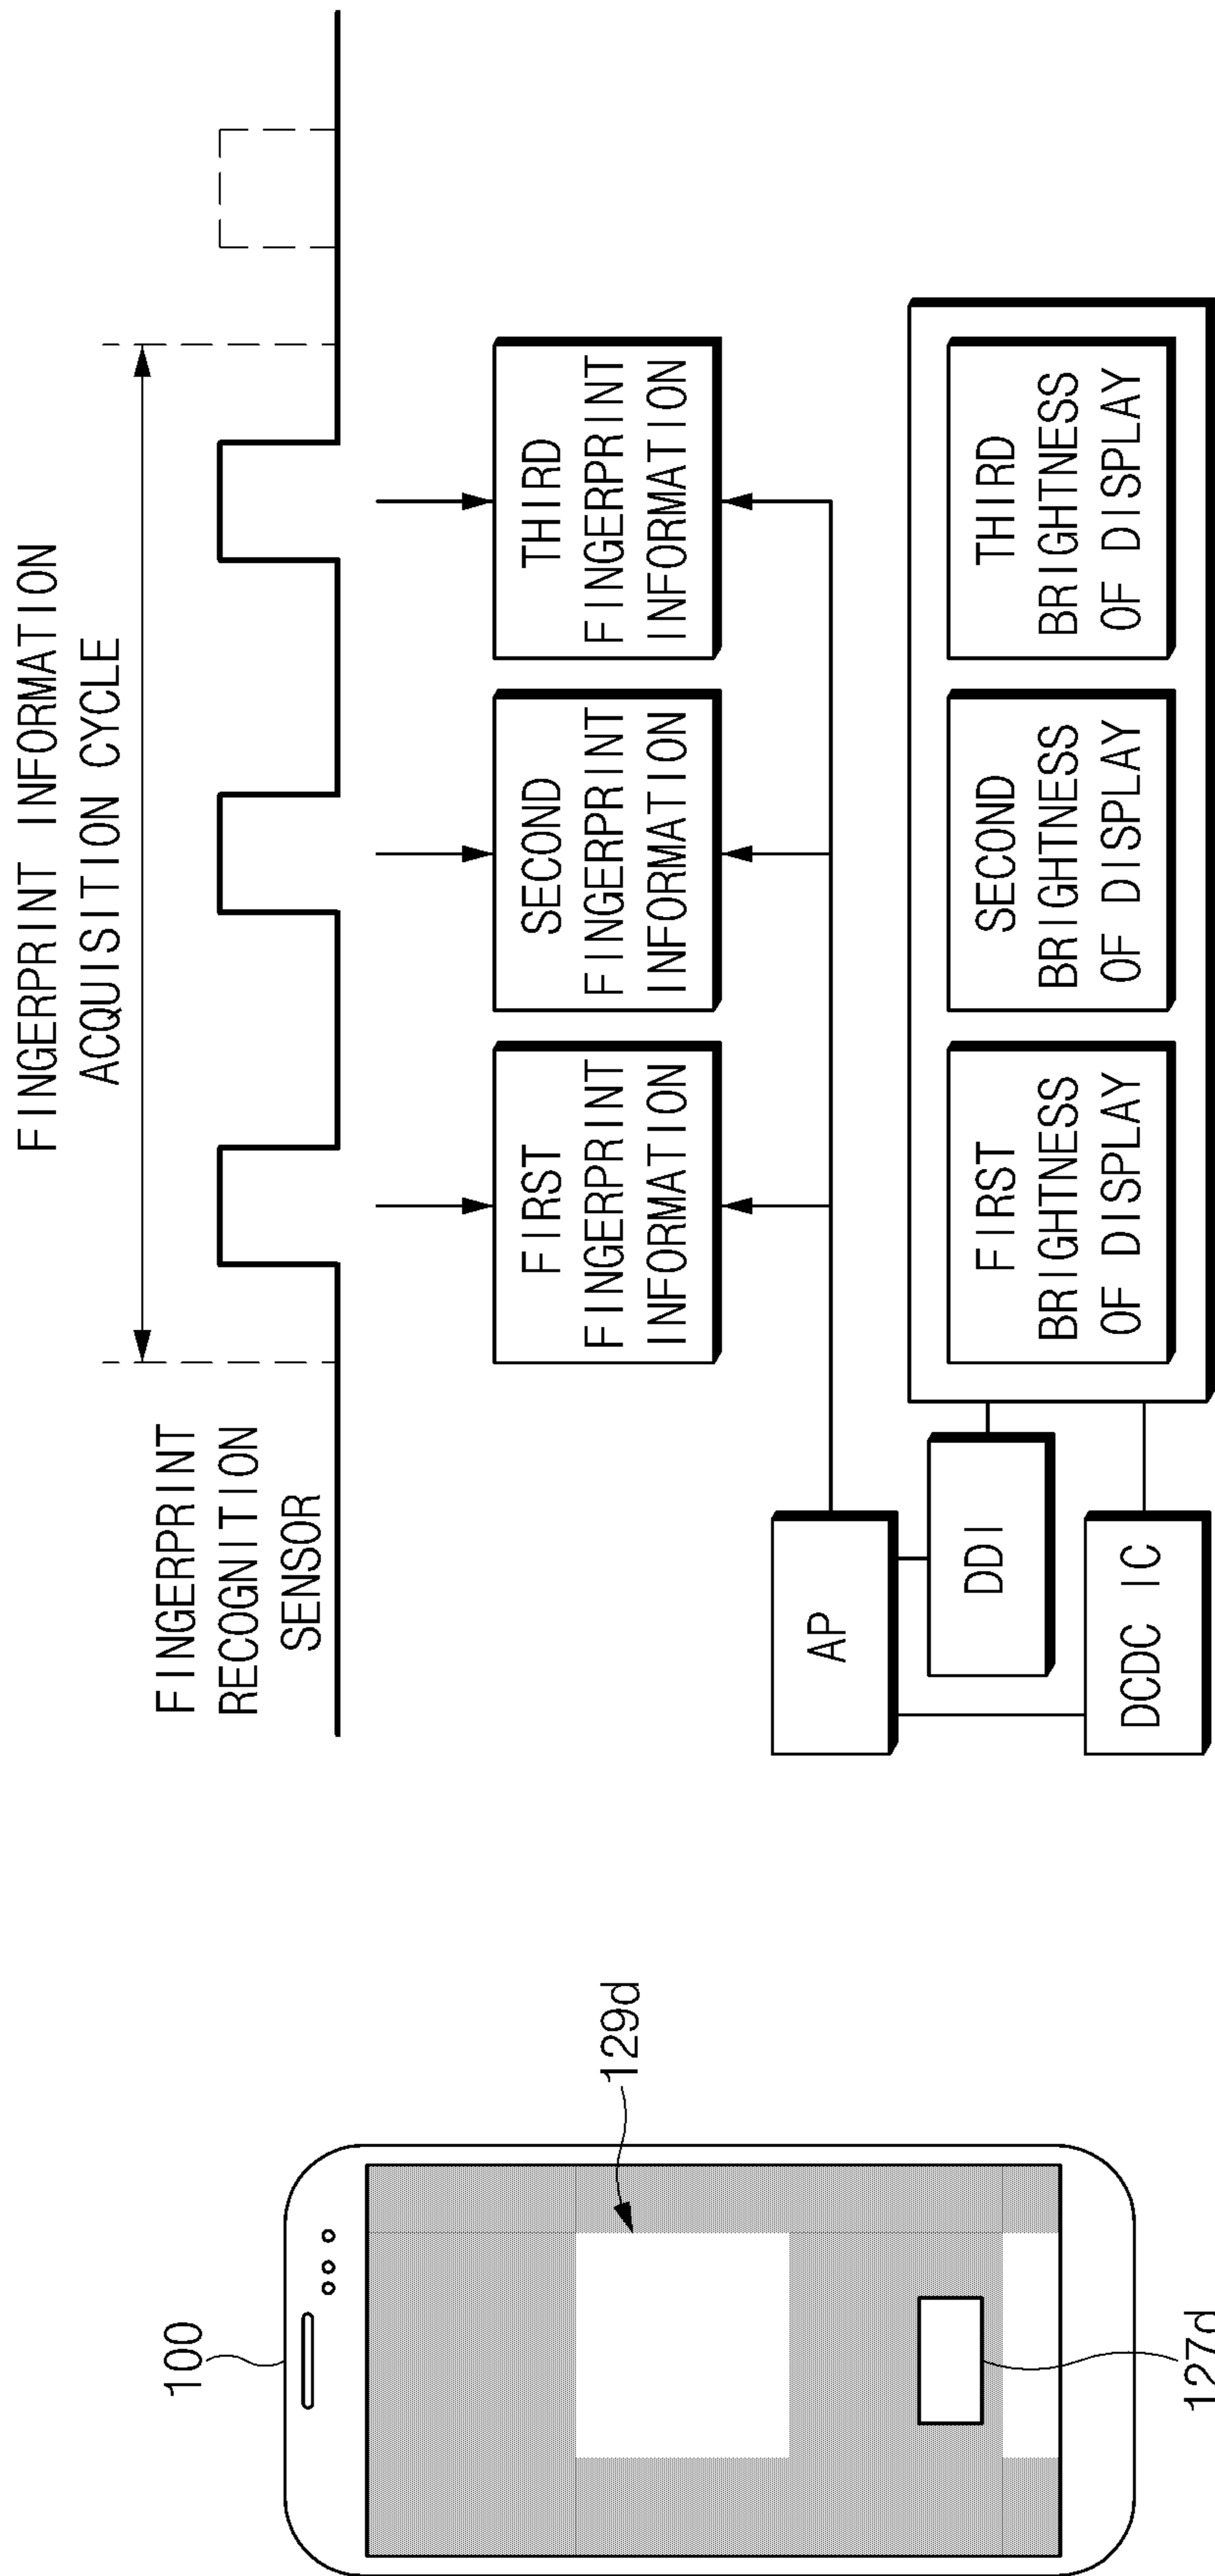 FINGERPRINT INFORMATION
ACQUISITION CYCLE
FINGERPRINT
RECOGNITION
SENSOR
FIRST
FINGERPRINT
INFORMATION
SECOND
FINGERPRINT
INFORMATION
THIRD
FINGERPRINT
INFORMATION
AP
DDI
DCDC IC
FIRST
BRIGHTNESS
OF DISPLAY
SECOND
BRIGHTNESS
OF DISPLAY
THIRD
BRIGHTNESS
OF DISPLAY
100
129d
127d